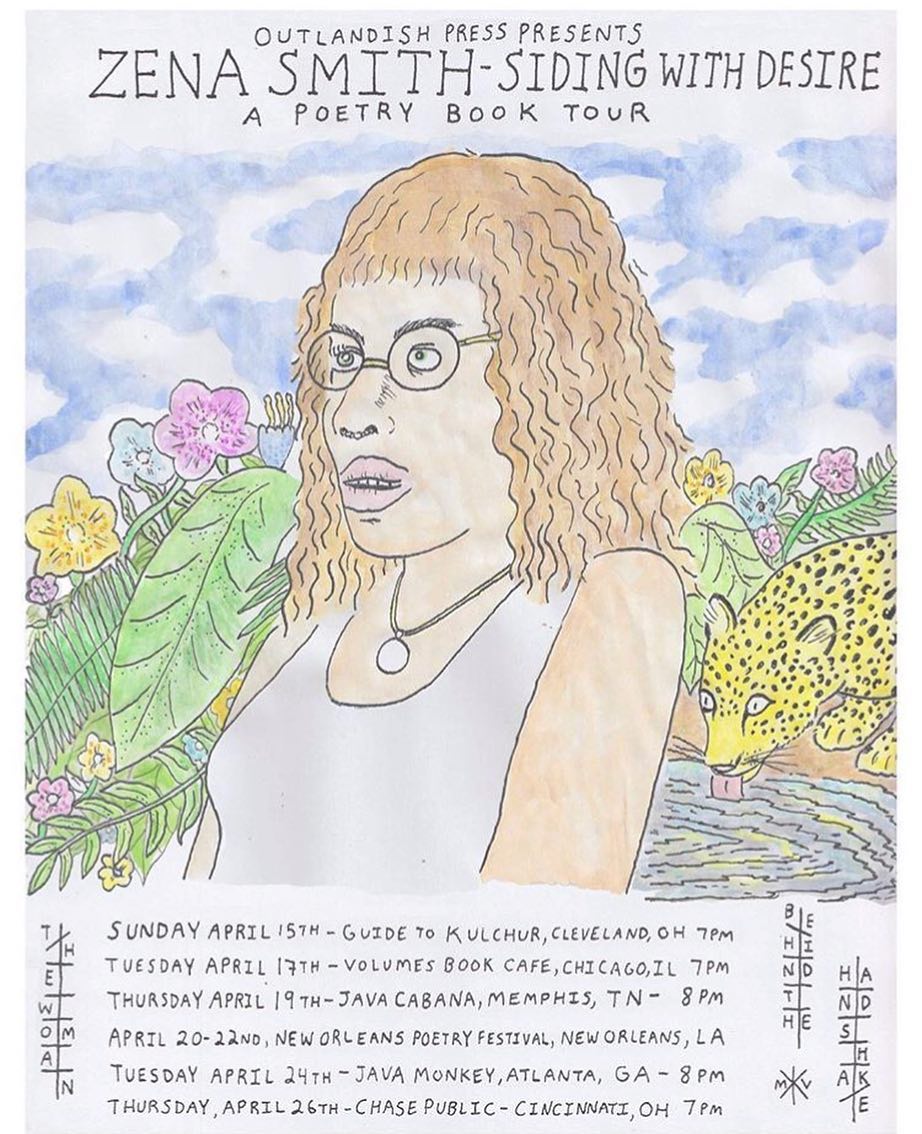 OUTLANDISH PRESS PRESENTS
ZENA SMITH-SIDING WITH DESIRE
A POETRY BOOK TOUR
SUNDAY APRIL 15TH - GUIDE TO KULCHUR, CLEVELAND, OH 7PM
TUESDAY APRIL 17TH - VOLUMES BOOK CAFE, CHICAGO, IL 7PM
THURSDAY APRIL 19TH - JAVA CABANA, MEMPHIS, TN - 8PM
APRIL 20-22ND, NEW ORLEANS POETRY FESTIVAL, NEW ORLEANS, LA
TUESDAY APRIL 24TH - JAVA MONKEY, ATLANTA, GA - 8PM
THURSDAY, APRIL 26TH - CHASE PUBLIC - CINCINNATI, OH 7PM
THE WOMAN
BEHIND THE
HANDSHAKE